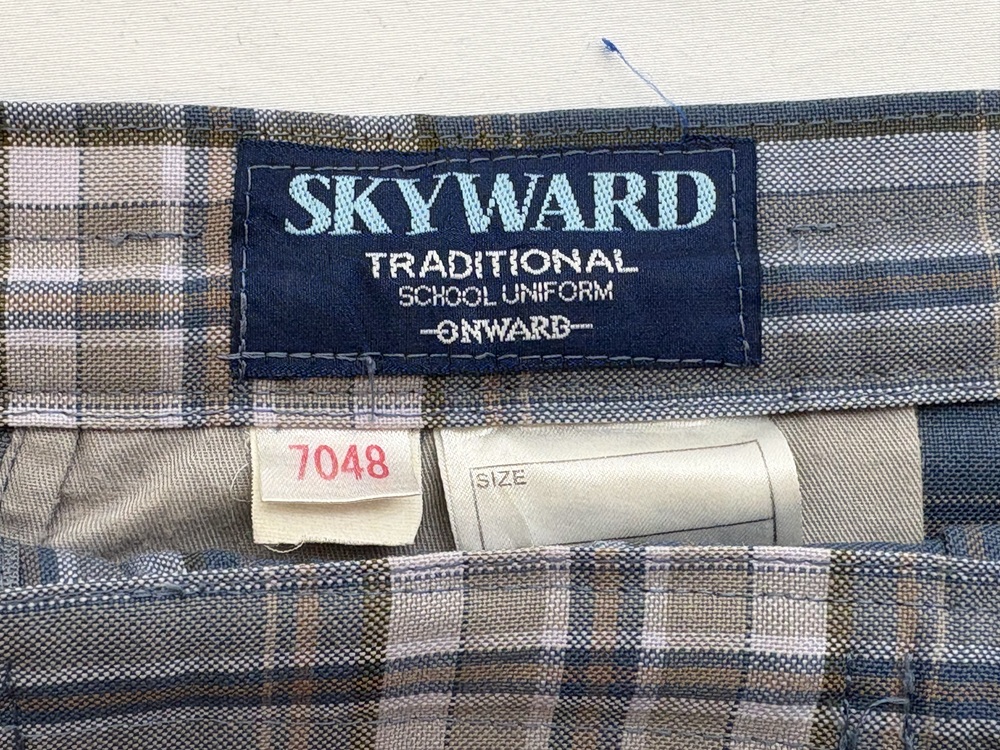 SKYWARD
TRADITIONAL
SCHOOL UNIFORM
ONWARD
7048
SIZE